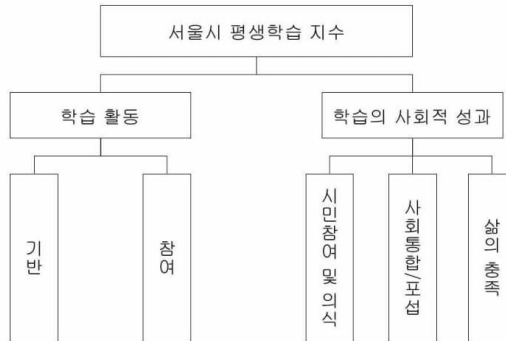 서울시 평생학습 지수
학습 활동
학습의 사회적 성과
기반
참여
시민참여 및 의식
사회통합/포섭
삶의 충족